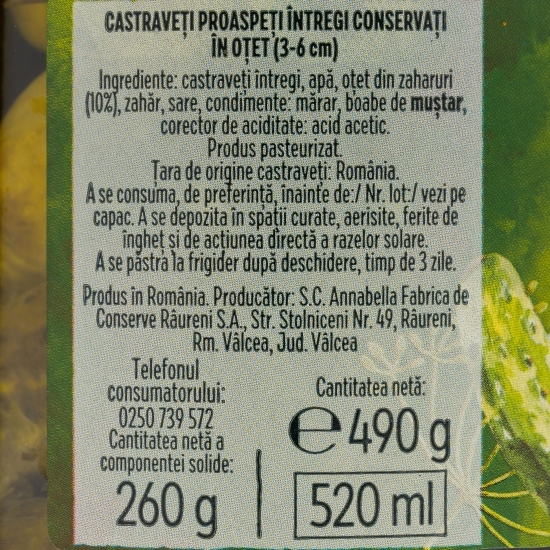 CASTRAVEȚI PROASPEȚI ÎNTREGI CONSERVAȚI
ÎN OȚET (3-6 cm)
Ingrediente: castraveți întregi, apă, oțet din zaharuri
(10%), zahăr, sare, condimente: mărar, boabe de muștar,
corector de aciditate: acid acetic.
Produs pasteurizat.
Țara de origine castraveți: România.
A se consuma, de preferință, înainte de:/ Nr. lot:/ vezi pe
capac. A se depozita în spații curate, aerisite, ferite de
îngheț și de acțiunea directă a razelor solare.
A se păstra la frigider după deschidere, timp de 3 zile.
Produs în România. Producător: S.C. Annabella Fabrica de
Conserve Râureni S.A., Str. Stolniceni Nr. 49, Râureni,
Rm. Vâlcea, Jud. Vâlcea
Telefonul
consumatorului:
0250 739 572
Cantitatea netă a
componentei solide:
260 g
Cantitatea netă:
℮490 g
520 ml